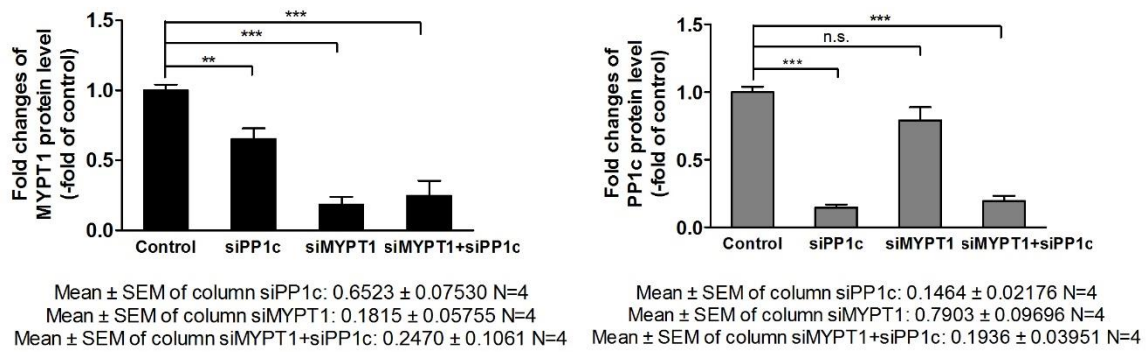 Fold changes of
MYPT1 protein level
(-fold of control)
1.5
1.0
0.5
0.0
***
***
**
Control siPP1c siMYPT1 siMYPT1+siPP1c
Mean ± SEM of column siPP1c: 0.6523 ± 0.07530 N=4
Mean ± SEM of column siMYPT1: 0.1815 ± 0.05755 N=4
Mean ± SEM of column siMYPT1+siPP1c: 0.2470 ± 0.1061 N=4
Fold changes of
PP1c protein level
(-fold of control)
1.5
1.0
0.5
0.0
***
n.s.
***
Control siPP1c siMYPT1 siMYPT1+siPP1c
Mean ± SEM of column siPP1c: 0.1464 ± 0.02176 N=4
Mean ± SEM of column siMYPT1: 0.7903 ± 0.09696 N=4
Mean ± SEM of column siMYPT1+siPP1c: 0.1936 ± 0.03951 N=4